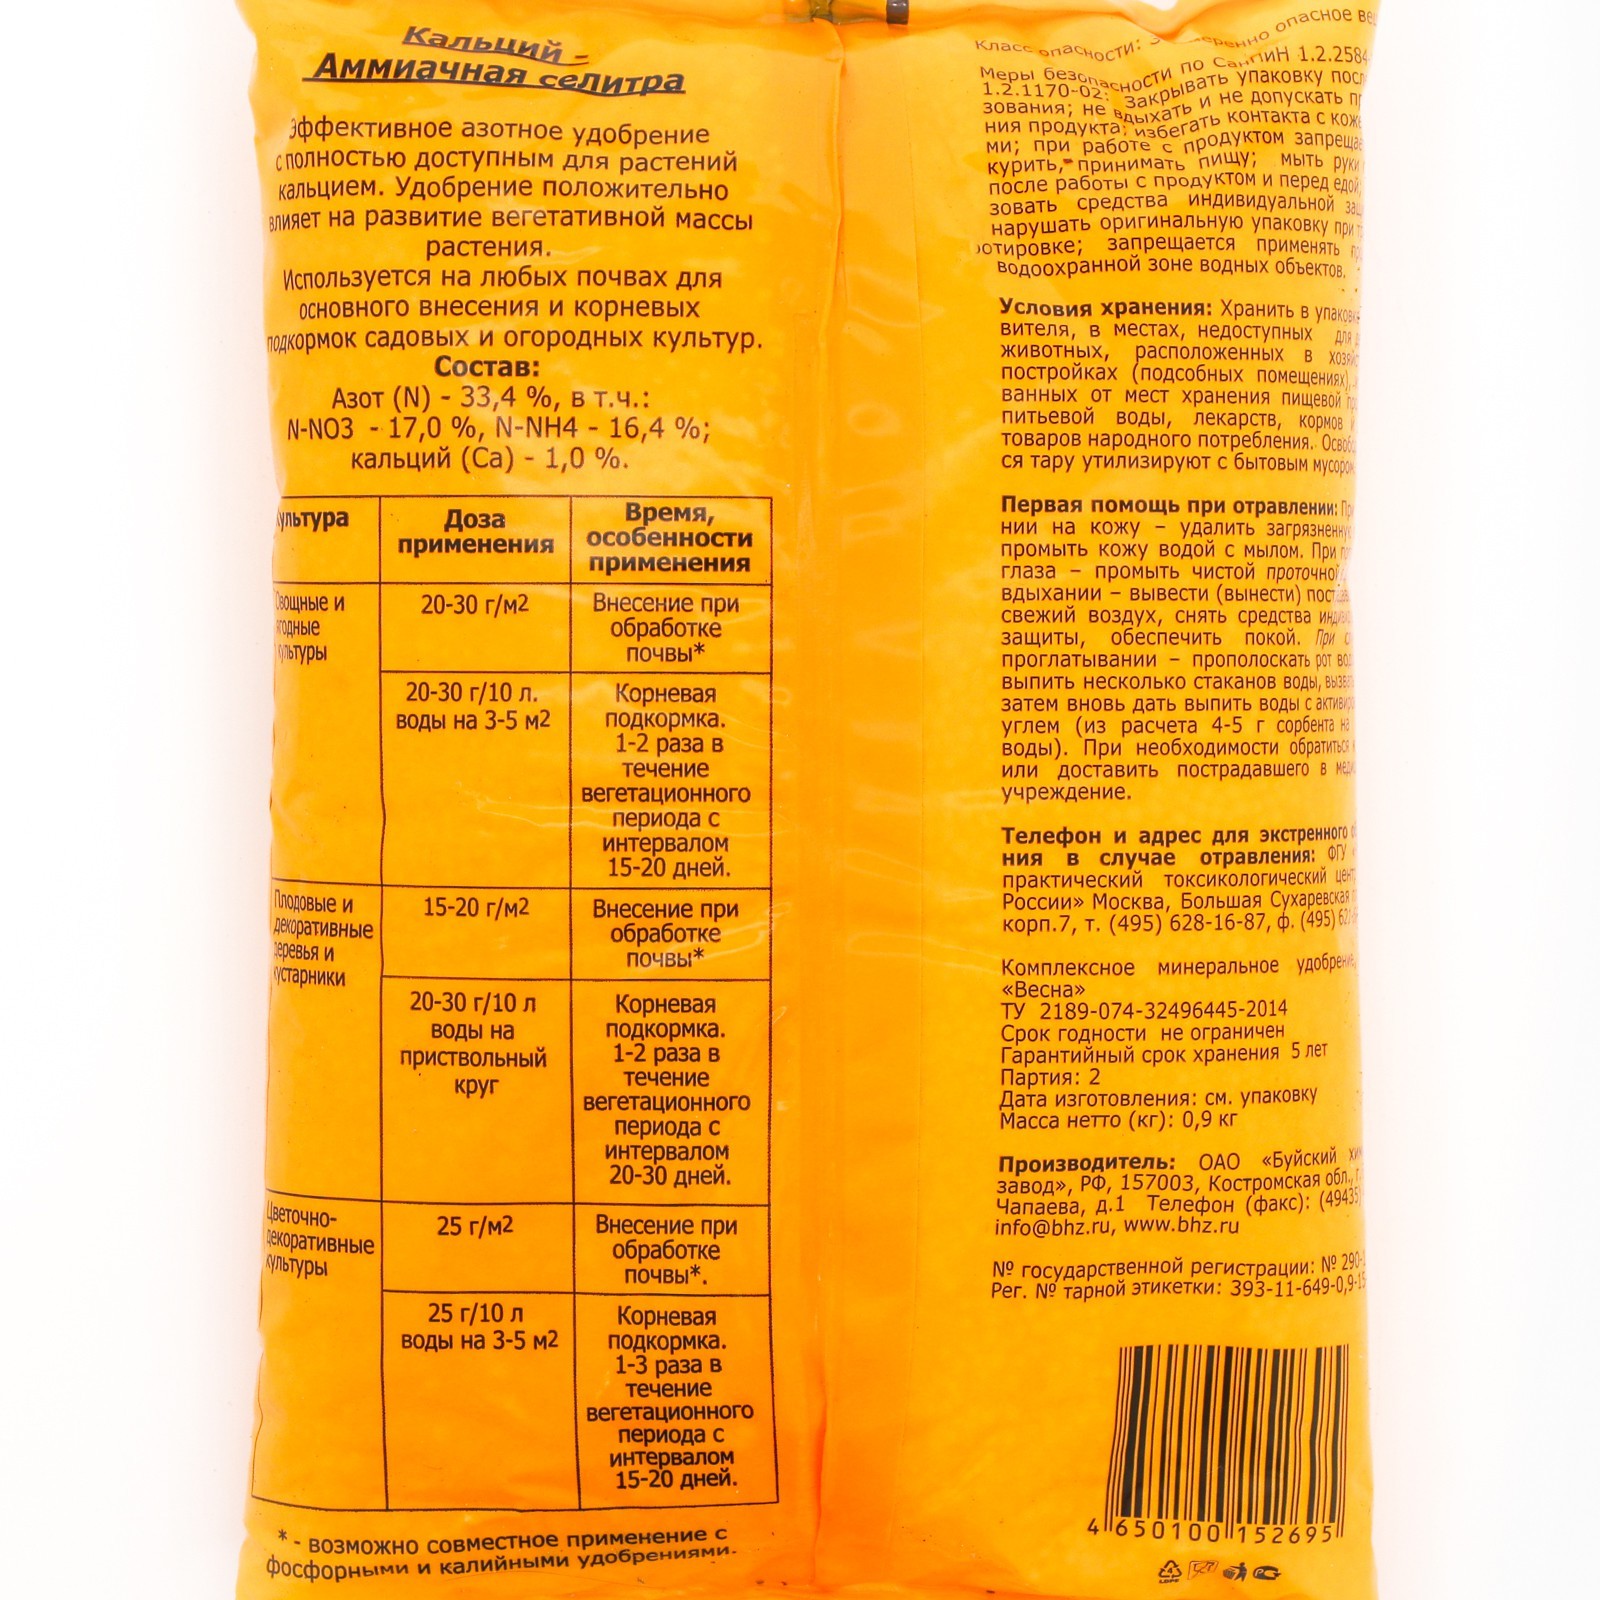 Кальций -
Аммиачная селитра
Эффективное азотное удобрение
с полностью доступным для растений
кальцием. Удобрение положительно
влияет на развитие вегетативной массы
растения.
Используется на любых почвах для
основного внесения и корневых
подкормок садовых и огородных культур.
Состав:
Азот (N) - 33,4 %, в т.ч.:
N-NO3 - 17,0 %, N-NH4 - 16,4 %;
кальций (Ca) - 1,0 %.
культура
Доза
применения
Время,
особенности
применения
Овощные и
ягодные
культуры
20-30 г/м2
Внесение при
обработке
почвы*
20-30 г/10 л.
воды на 3-5 м2
Корневая
подкормка.
1-2 раза в
течение
вегетационного
периода с
интервалом
15-20 дней.
Плодовые и
декоративные
деревья и
кустарники
15-20 г/м2
Внесение при
обработке
почвы*
20-30 г/10 л
воды на
приствольный
круг
Корневая
подкормка.
1-2 раза в
течение
вегетационного
периода с
интервалом
20-30 дней.
Цветочно-
декоративные
культуры
25 г/м2
Внесение при
обработке
почвы*.
25 г/10 л
воды на 3-5 м2
Корневая
подкормка.
1-3 раза в
течение
вегетационного
периода с
интервалом
15-20 дней.
* - возможно совместное применение с
фосфорными и калийными удобрениями.
Класс опасности: опасное
Меры безопасности по СанПиН 1.2.2584
1.2.1170-02: закрывать упаковку
зования; не вдыхать и не допускать
ния продукта; избегать контакта с
ми; при работе с продуктом
курить, принимать пищу; мыть руки
после работы с продуктом и перед едой;
зовать средства индивидуальной
нарушать оригинальную упаковку при
ртировке; запрещается применять
водоохранной зоне водных объектов.
Условия хранения: Хранить в
вителя, в местах, недоступных для
животных, расположенных в
постройках (подсобных помещениях),
ванных от мест хранения пищевой
питьевой воды, лекарств, кормов и
товаров народного потребления.
ся тару утилизируют с бытовым мусором.
Первая помощь при отравлении:
нии на кожу – удалить
промыть кожу водой с мылом. При
глаза – промыть чистой
вдыхании – вывести (вынести)
свежий воздух, снять средства
защиты, обеспечить покой. При
проглатывании – прополоскать рот
выпить несколько стаканов воды,
затем вновь дать выпить воды с
углем (из расчета 4-5 г сорбента на
воды). При необходимости обратиться
или доставить пострадавшего в
учреждение.
Телефон и адрес для экстренного
ния в случае отравления: ФГУ
практический токсикологический
России» Москва, Большая Сухаревская
корп.7, т. (495) 628-16-87, ф. (495)
Комплексное минеральное удобрение
«Весна»
ТУ 2189-074-32496445-2014
Срок годности не ограничен
Гарантийный срок хранения 5 лет
Партия: 2
Дата изготовления: см. упаковку
Масса нетто (кг): 0,9 кг
Производитель: ОАО «Буйский
завод», РФ, 157003, Костромская обл.,
Чапаева, д.1 Телефон (факс): (49435)
info@bhz.ru, www.bhz.ru
№ государственной регистрации: № 290-
Рег. № тарной этикетки: 393-11-649-0,9-
4 650100 152695